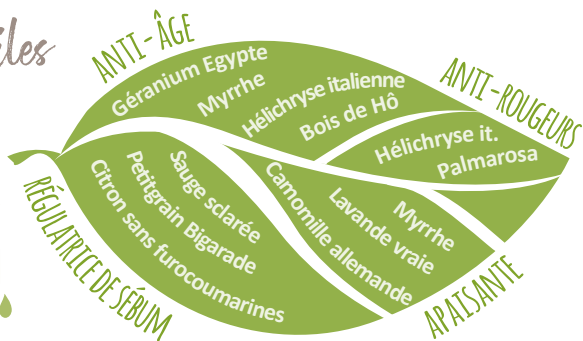 ANTI-ÂGE
Géranium Egypte
Myrrhe
Hélichryse italienne
Bois de Hô
ANTI-ROUGEURS
Hélichryse it.
Palmarosa
RÉGULATRICE DE SÉBUM
Citron sans furocoumarines
Petitgrain Bigarade
Sauge sclarée
Camomille allemande
Lavande vraie
Myrrhe
APAISANTE